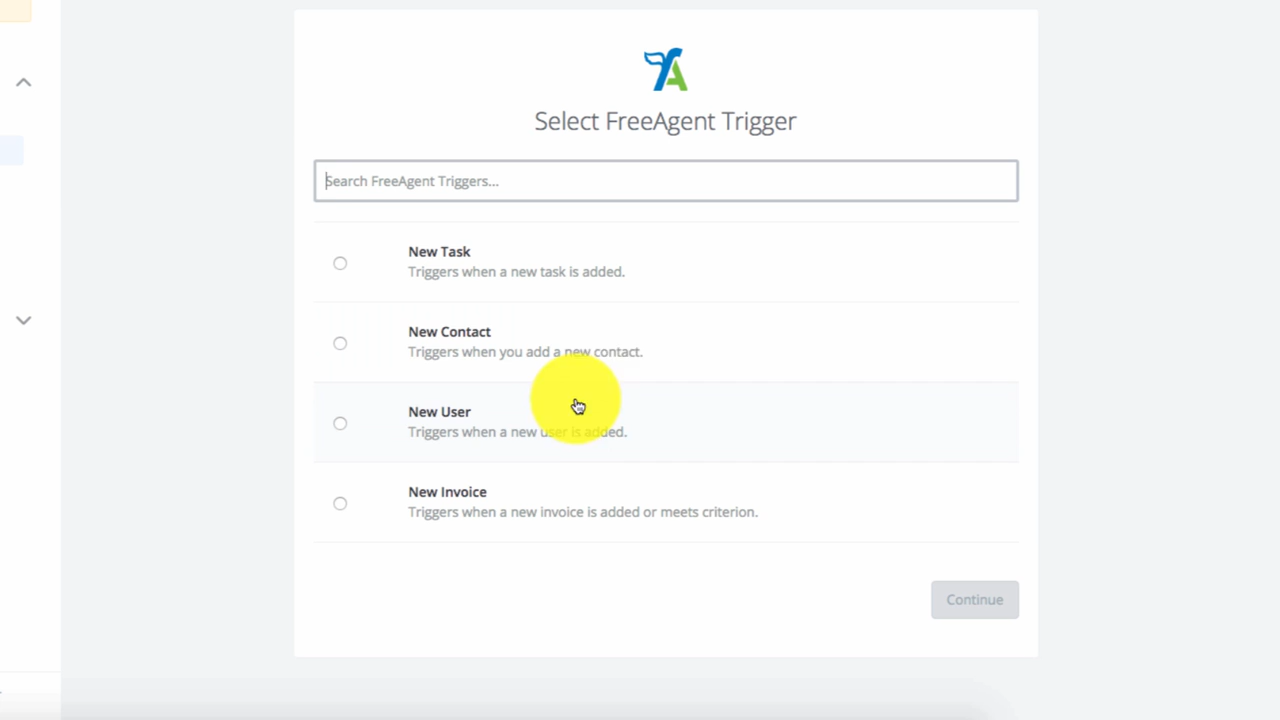 Select FreeAgent Trigger
Search FreeAgent Triggers...
New Task
Triggers when a new task is added.
New Contact
Triggers when you add a new contact.
New User
Triggers when a new user is added.
New Invoice
Triggers when a new invoice is added or meets criterion.
Continue